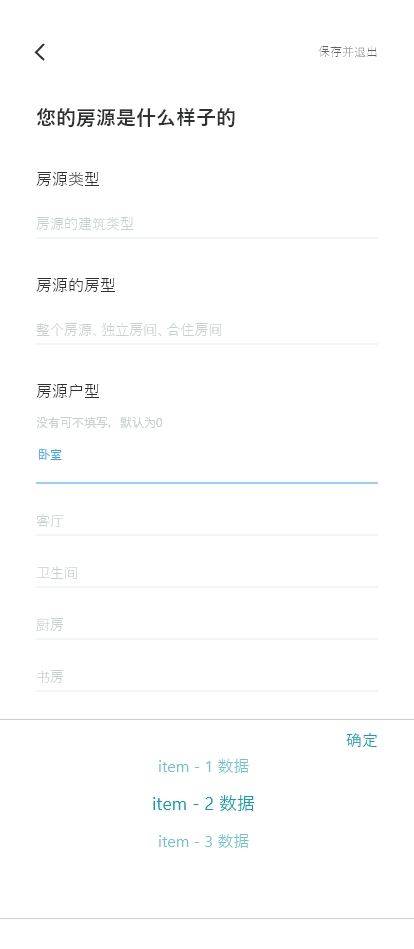 保存并退出
您的房源是什么样子的
房源类型
房源的建筑类型
房源的房型
整个房源、独立房间、合住房间
房源户型
没有可不填写，默认为0
卧室
客厅
卫生间
厨房
书房
确定
item - 1 数据
item - 2 数据
item - 3 数据